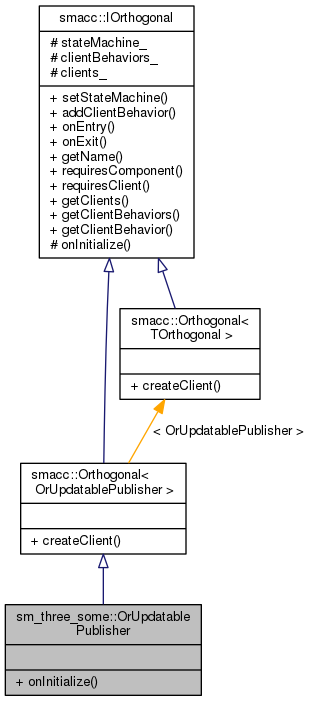 smacc::IOrthogonal
# stateMachine_
# clientBehaviors_
# clients_
+ setStateMachine()
+ addClientBehavior()
+ onEntry()
+ onExit()
+ getName()
+ requiresComponent()
+ requiresClient()
+ getClients()
+ getClientBehaviors()
+ getClientBehavior()
# onInitialize()
smacc::Orthogonal<
TOrthogonal >
+ createClient()
< OrUpdatablePublisher >
smacc::Orthogonal<
OrUpdatablePublisher >
+ createClient()
sm_three_some::OrUpdatable
Publisher
+ onInitialize()